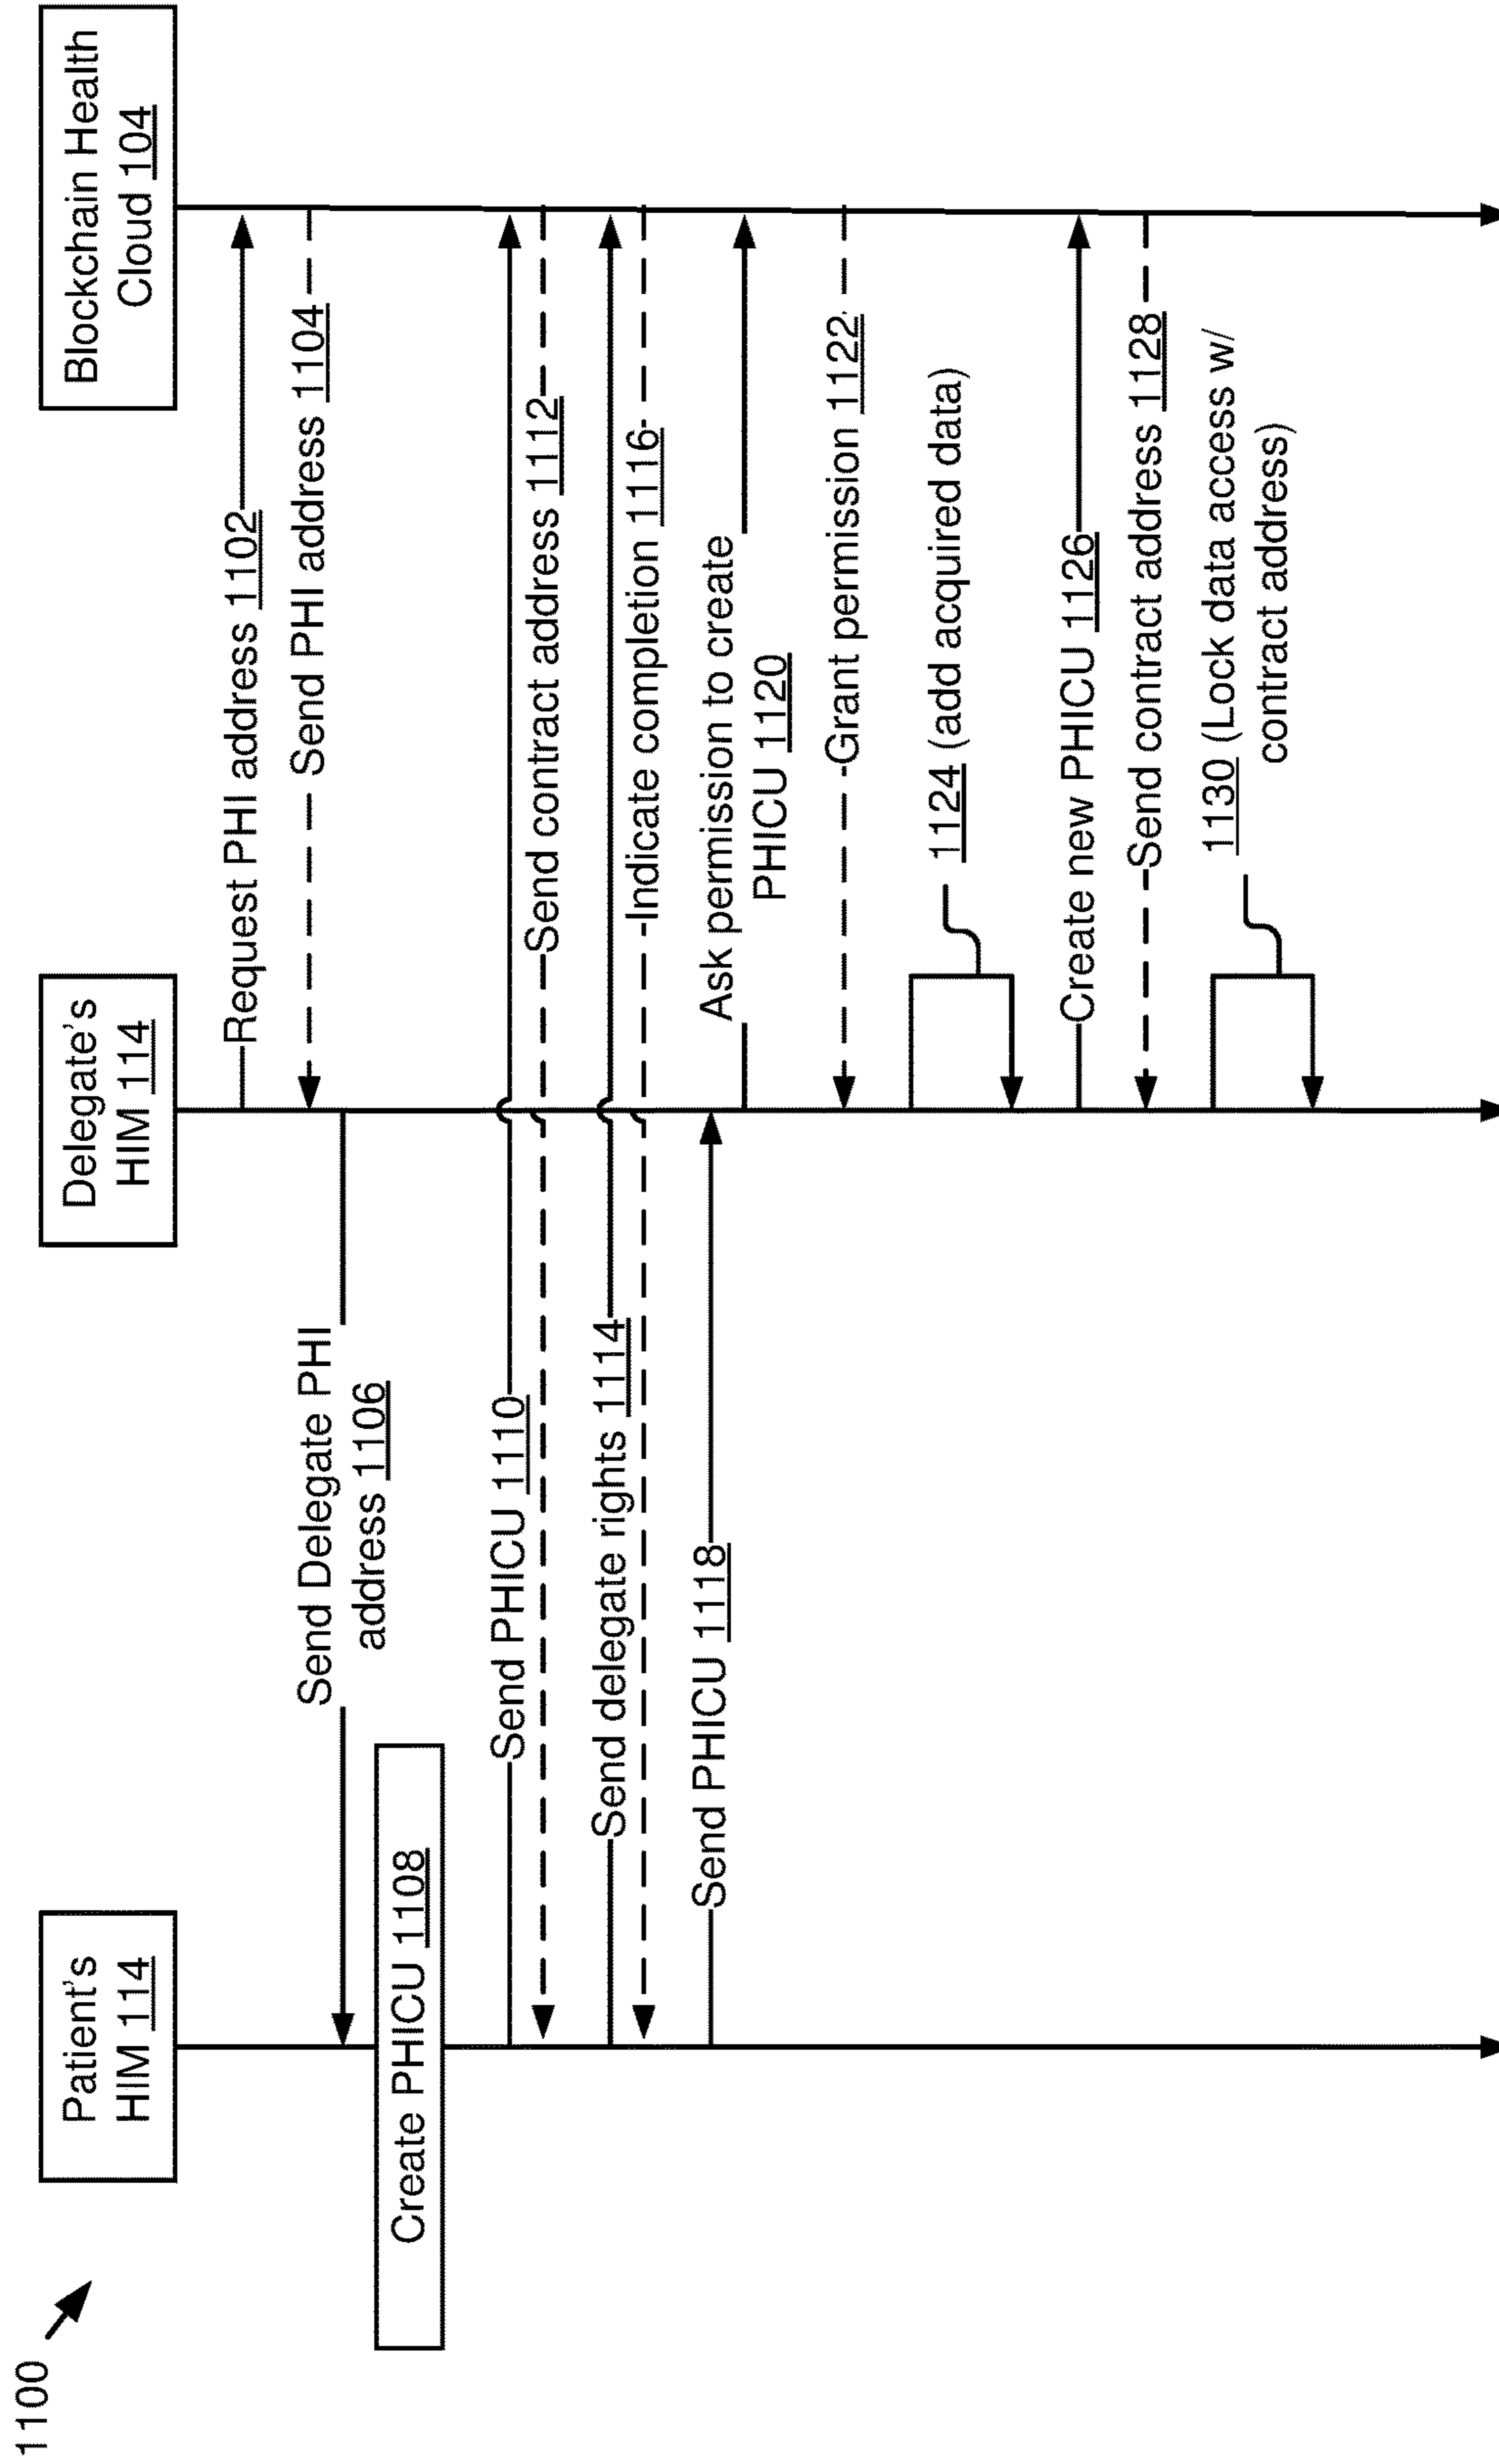 1100
Patient's
HIM 114
Delegate's
HIM 114
Blockchain Health
Cloud 104
Request PHI address 1102
Send PHI address 1104
Send Delegate PHI
address 1106
Create PHICU 1108
Send PHICU 1110
Send contract address 1112
Send delegate rights 1114
Indicate completion 1116
Send PHICU 1118
Ask permission to create
PHICU 1120
Grant permission 1122
1124 (add acquired data)
Create new PHICU 1126
Send contract address 1128
1130 (Lock data access w/
contract address)